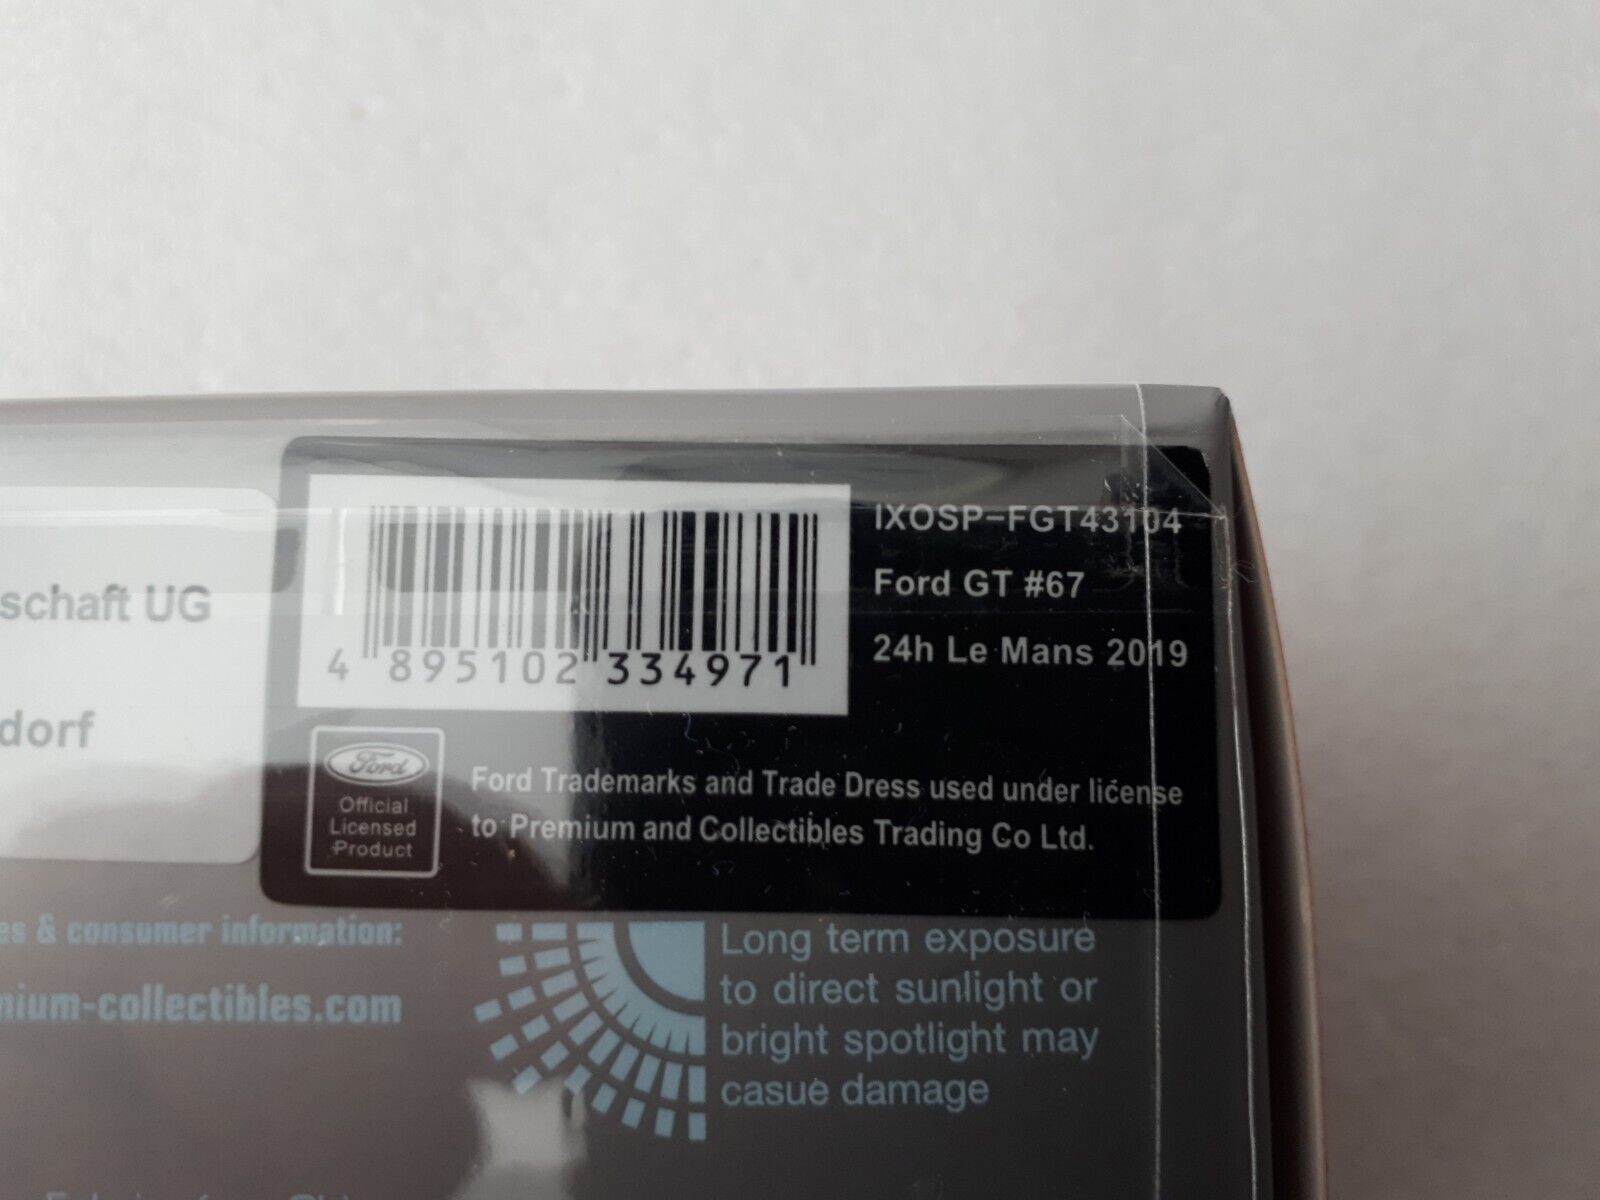 IXOSP-FGT43104
Ford GT #67
24h Le Mans 2019
4 895102 334971
schaft UG
dorf
Ford
Official
Licensed
Product
Ford Trademarks and Trade Dress used under license
to Premium and Collectibles Trading Co Ltd.
es & consumer information:
mium-collectibles.com
Long term exposure
to direct sunlight or
bright spotlight may
casue damage